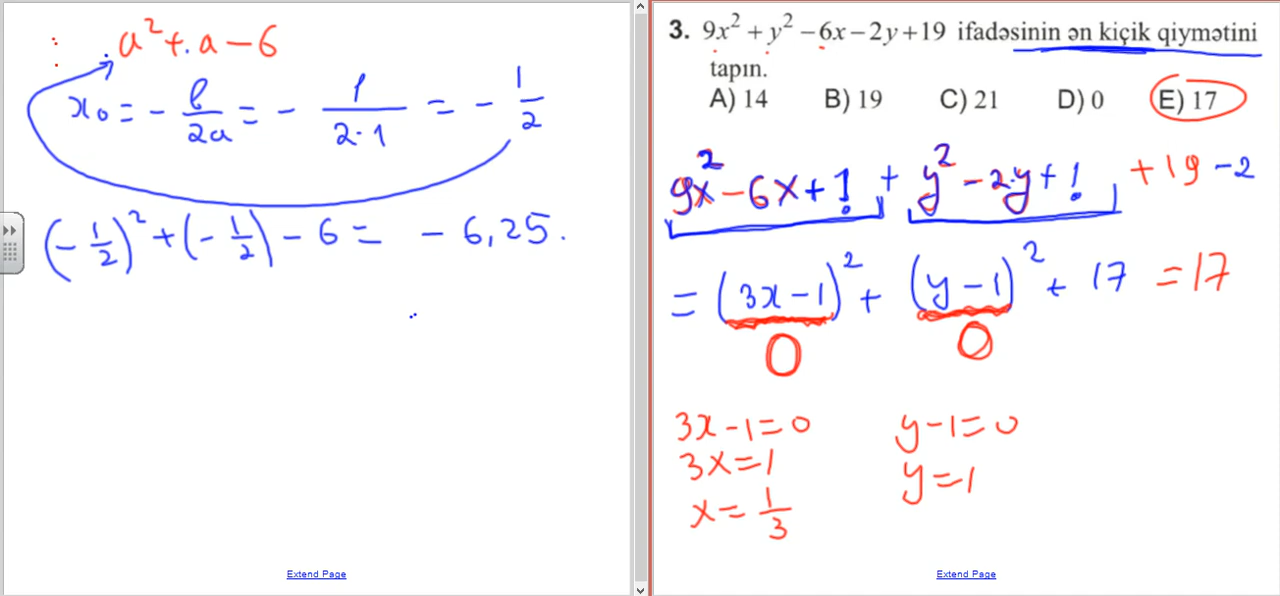 a² + a - 6
x₀ = - b/2a = - 1/(2·1) = - 1/2
(- 1/2)² + (- 1/2) - 6 = - 6,25.
Extend Page
3. 9x² + y² − 6x − 2y + 19 ifadəsinin ən kiçik qiymətini
tapın.
A) 14 B) 19 C) 21 D) 0 E) 17
9x² - 6x + 1 + y² - 2·y + 1 + 19 - 2
= (3x - 1)² + (y - 1)² + 17 = 17
0 0
3x - 1 = 0 y - 1 = 0
3x = 1 y = 1
x = 1/3
Extend Page